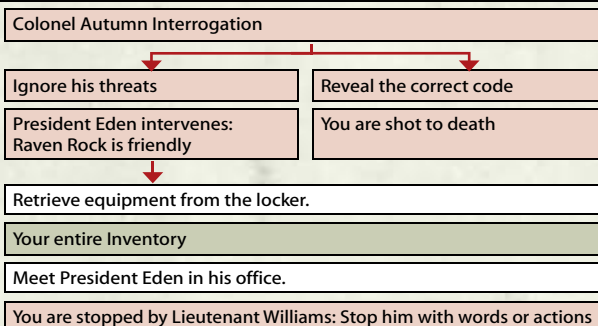 Colonel Autumn Interrogation
Ignore his threats
Reveal the correct code
President Eden intervenes:
Raven Rock is friendly
You are shot to death
Retrieve equipment from the locker.
Your entire Inventory
Meet President Eden in his office.
You are stopped by Lieutenant Williams: Stop him with words or actions